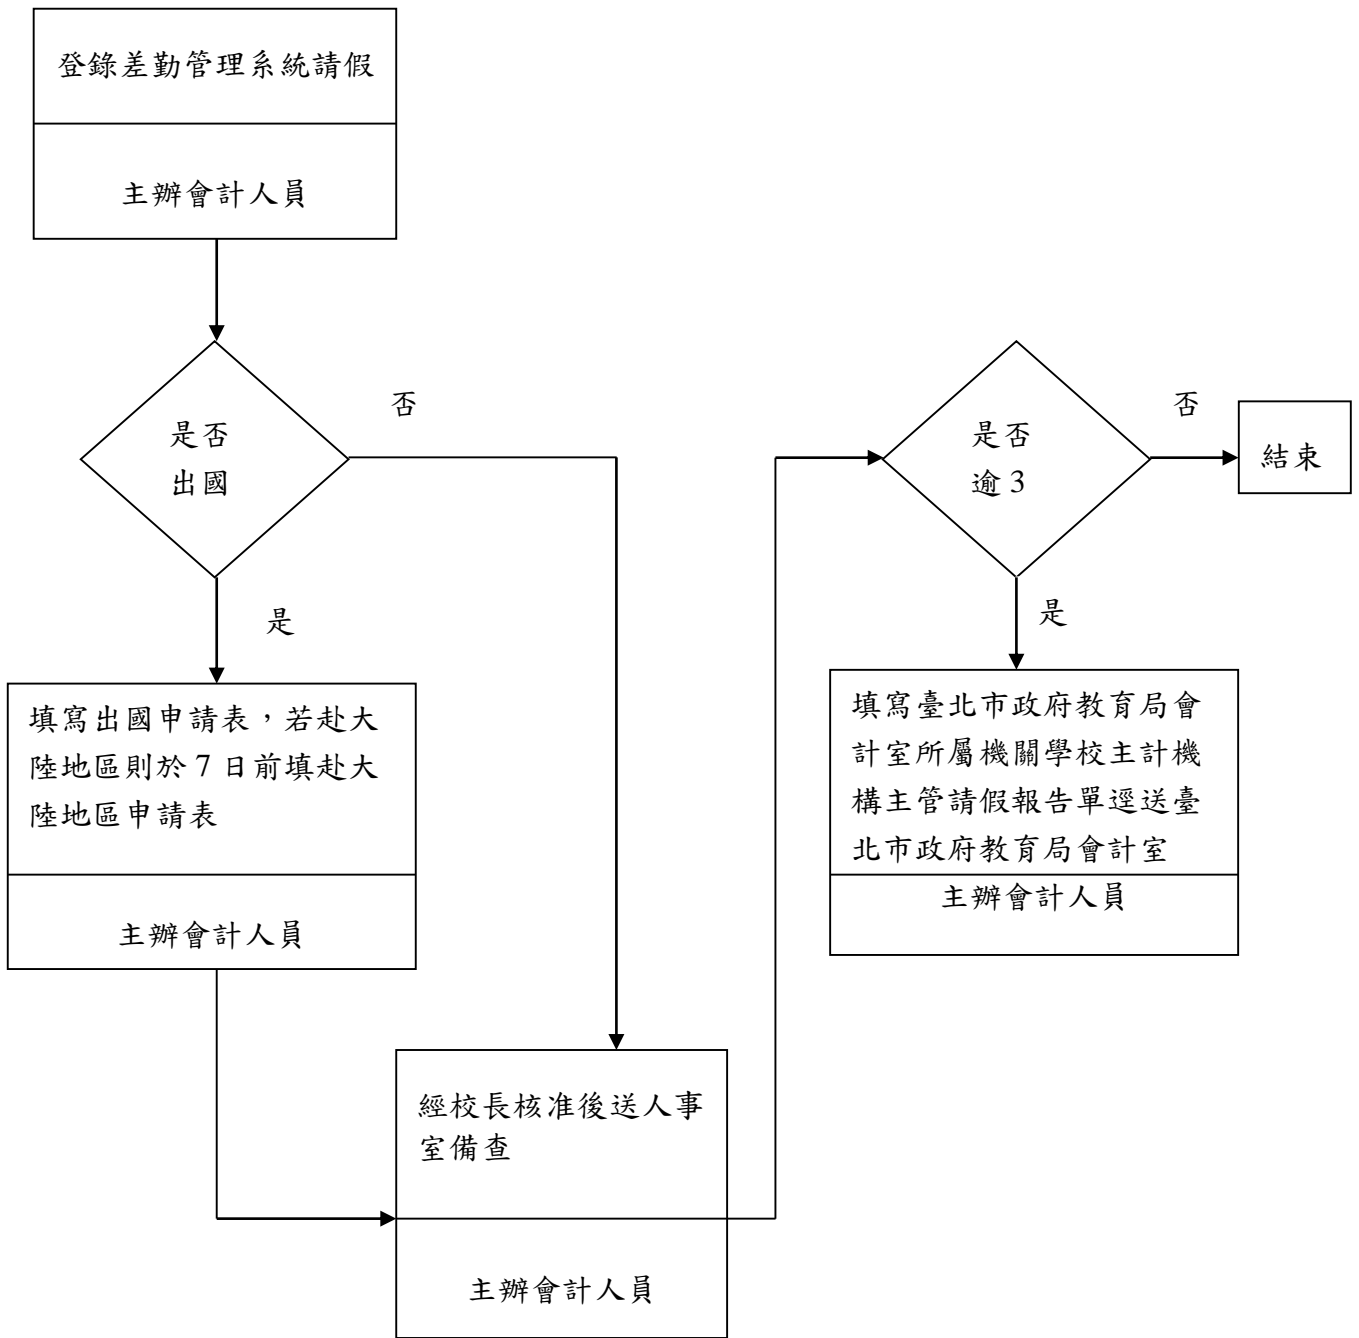 登錄差勤管理系統請假
主辦會計人員
是否
出國
否
是
填寫出國申請表，若赴大
陸地區則於7日前填赴大
陸地區申請表
主辦會計人員
經校長核准後送人事
室備查
主辦會計人員
是否
逾3
否
結束
是
填寫臺北市政府教育局會
計室所屬機關學校主計機
構主管請假報告單逕送臺
北市政府教育局會計室
主辦會計人員